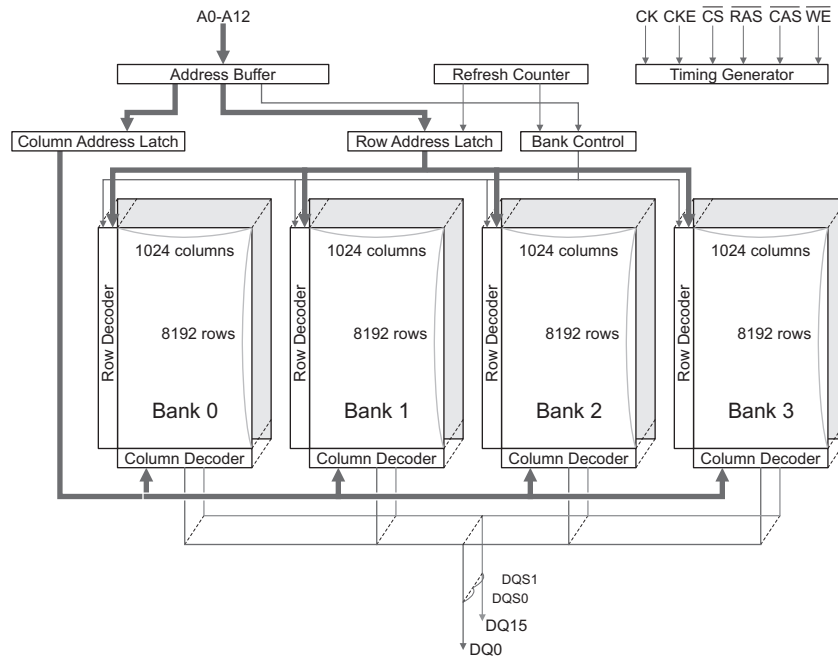 A0-A12
CK CKE CS RAS CAS WE
Address Buffer
Refresh Counter
Timing Generator
Column Address Latch
Row Address Latch
Bank Control
1024 columns
1024 columns
1024 columns
1024 columns
Row Decoder
Row Decoder
Row Decoder
Row Decoder
8192 rows
8192 rows
8192 rows
8192 rows
Bank 0
Bank 1
Bank 2
Bank 3
Column Decoder
Column Decoder
Column Decoder
Column Decoder
DQS1
DQS0
DQ15
DQ0